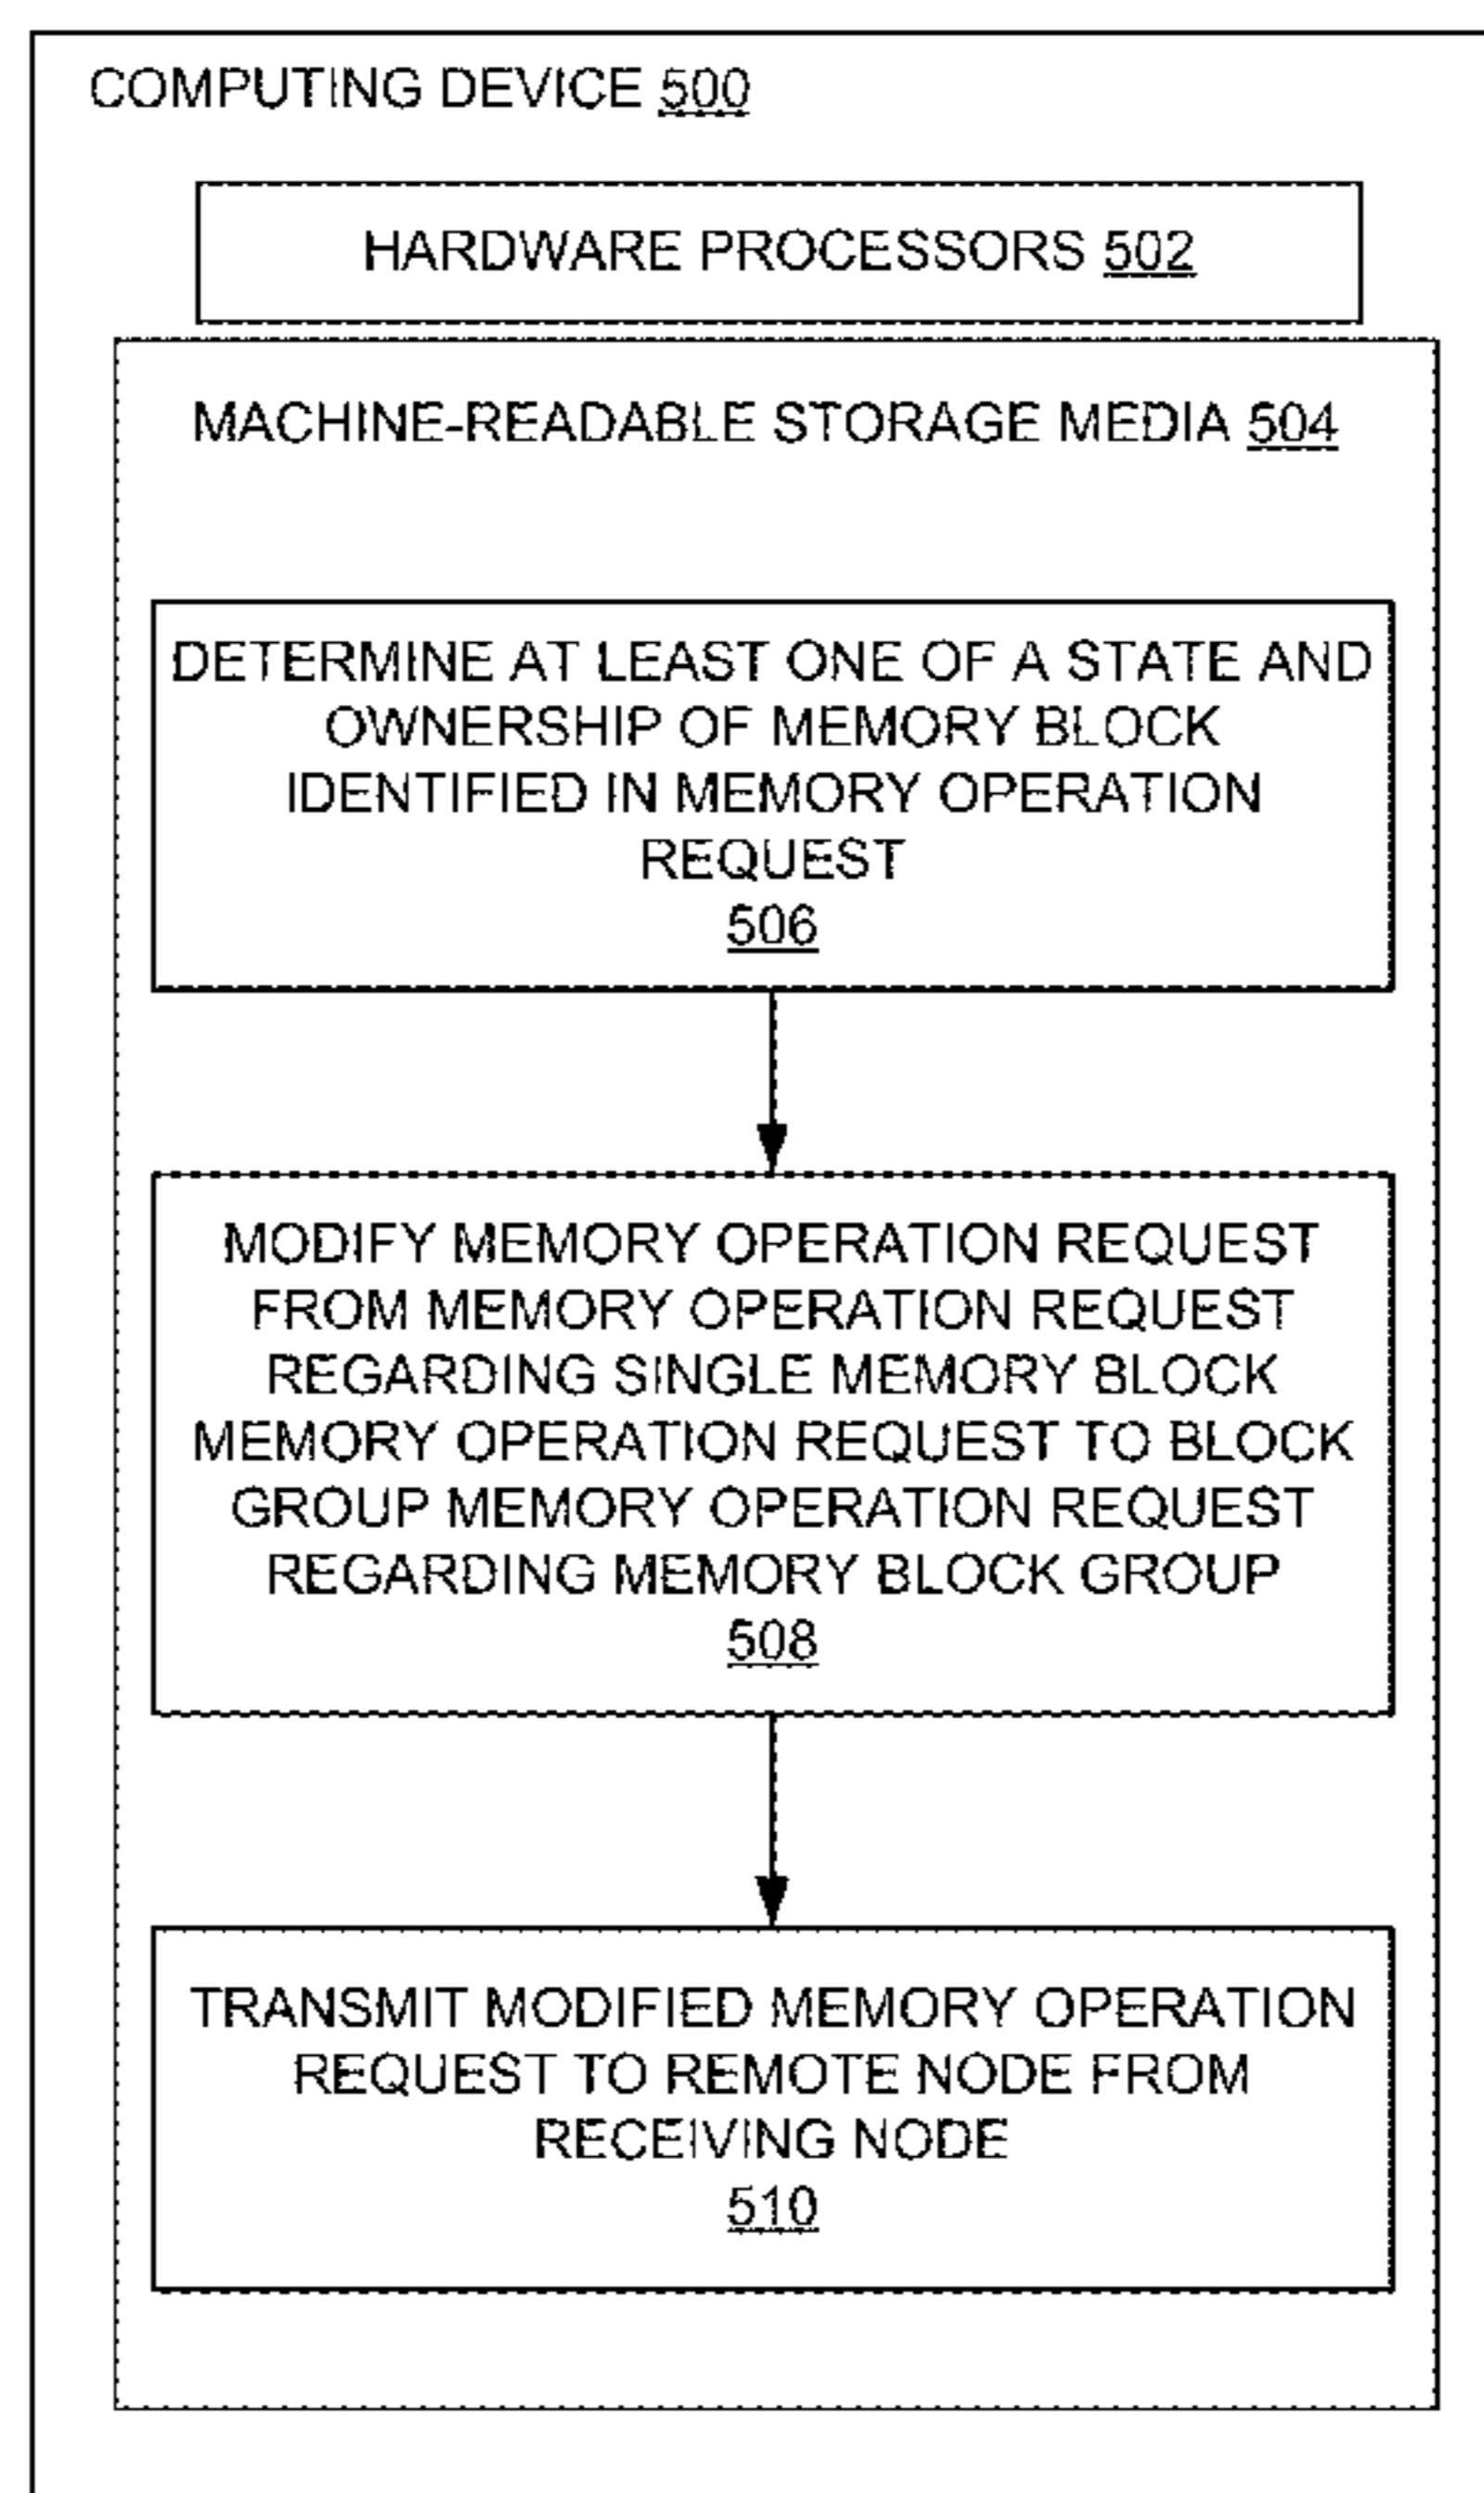 COMPUTING DEVICE 500
HARDWARE PROCESSORS 502
MACHINE-READABLE STORAGE MEDIA 504
DETERMINE AT LEAST ONE OF A STATE AND
OWNERSHIP OF MEMORY BLOCK
IDENTIFIED IN MEMORY OPERATION
REQUEST
506
MODIFY MEMORY OPERATION REQUEST
FROM MEMORY OPERATION REQUEST
REGARDING SINGLE MEMORY BLOCK
MEMORY OPERATION REQUEST TO BLOCK
GROUP MEMORY OPERATION REQUEST
REGARDING MEMORY BLOCK GROUP
508
TRANSMIT MODIFIED MEMORY OPERATION
REQUEST TO REMOTE NODE FROM
RECEIVING NODE
510